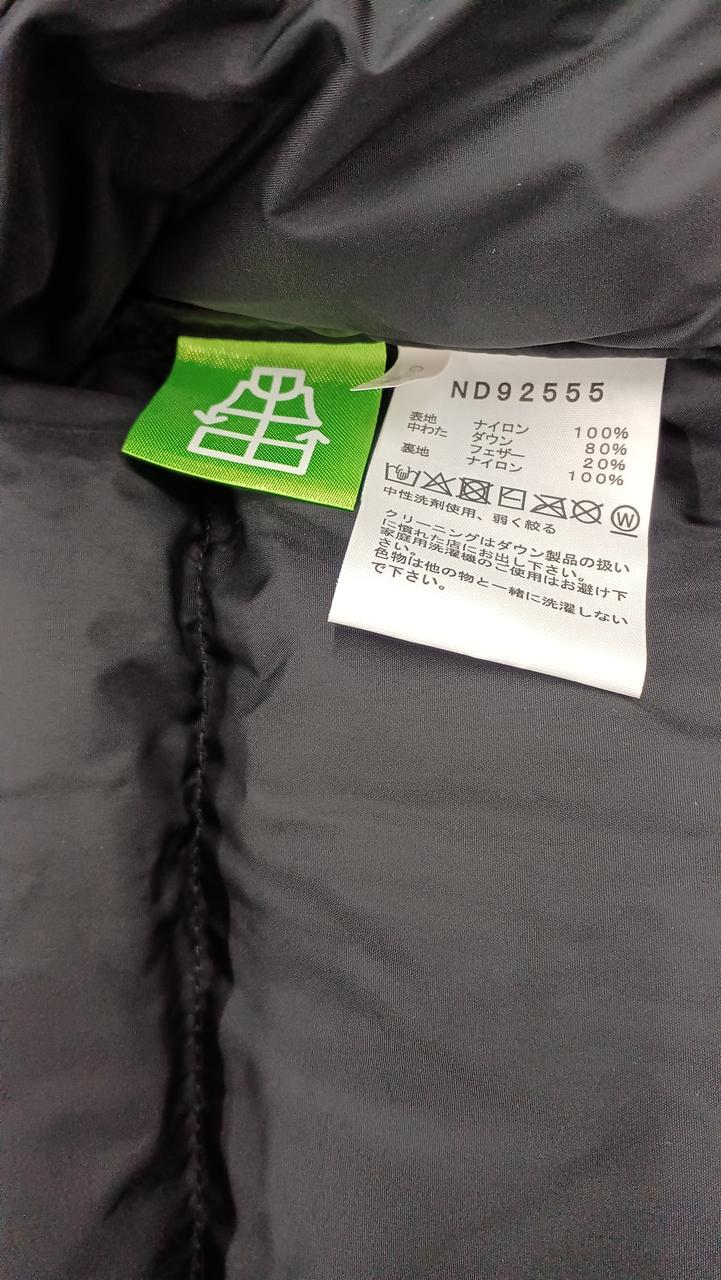 ND92555
表地 ナイロン 100%
中わた ダウン 80%
フェザー 20%
裏地 ナイロン 100%
W
中性洗剤使用、弱く絞る
クリーニングはダウン製品の扱い
に慣れた店にお出し下さい。
家庭用洗濯機のご使用はお避け下
さい。
色物は他の物と一緒に洗濯しない
で下さい。